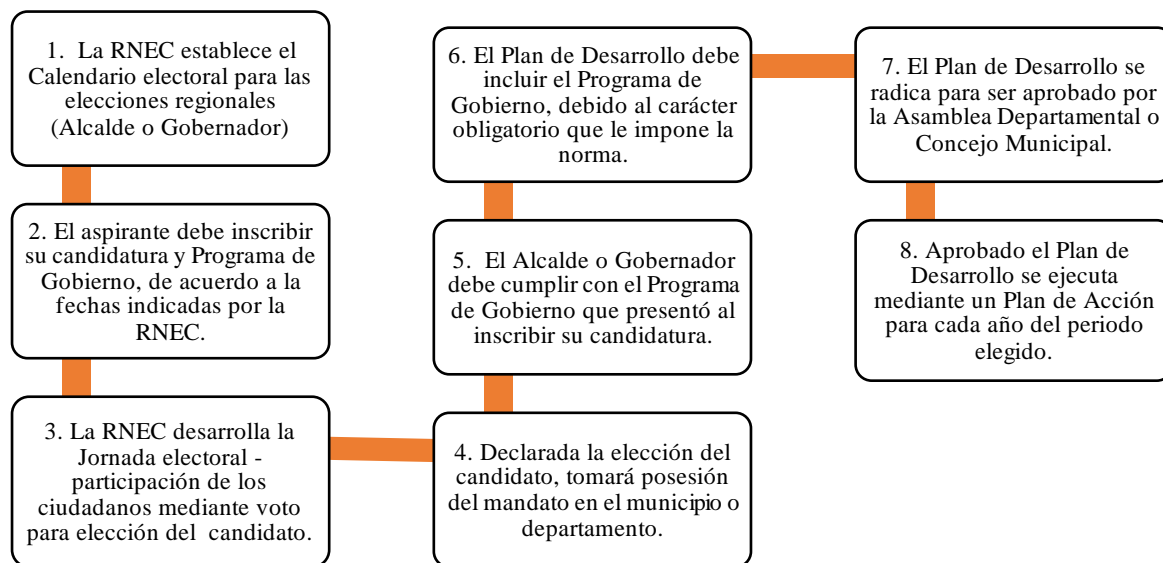 1. La RNEC establece el
Calendario electoral para las
elecciones regionales
(Alcalde o Gobernador)
2. El aspirante debe inscribir
su candidatura y Programa de
Gobierno, de acuerdo a la
fechas indicadas por la
RNEC.
3. La RNEC desarrolla la
Jornada electoral -
participación de los
ciudadanos mediante voto
para elección del candidato.
4. Declarada la elección del
candidato, tomará posesión
del mandato en el municipio o
departamento.
5. El Alcalde o Gobernador
debe cumplir con el Programa
de Gobierno que presentó al
inscribir su candidatura.
6. El Plan de Desarrollo debe
incluir el Programa de
Gobierno, debido al carácter
obligatorio que le impone la
norma.
7. El Plan de Desarrollo se
radica para ser aprobado por
la Asamblea Departamental o
Concejo Municipal.
8. Aprobado el Plan de
Desarrollo se ejecuta
mediante un Plan de Acción
para cada año del periodo
elegido.